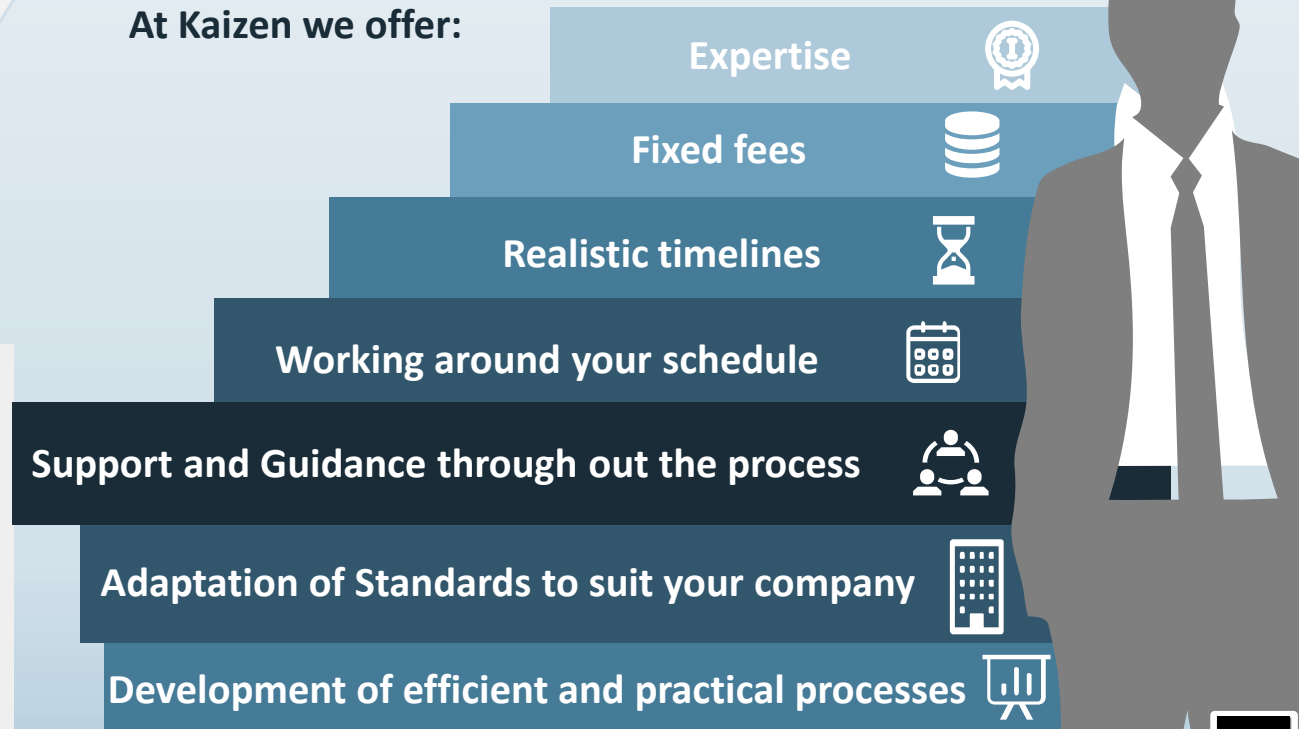 At Kaizen we offer:
Expertise
Fixed fees
Realistic timelines
Working around your schedule
Support and Guidance through out the process
Adaptation of Standards to suit your company
Development of efficient and practical processes